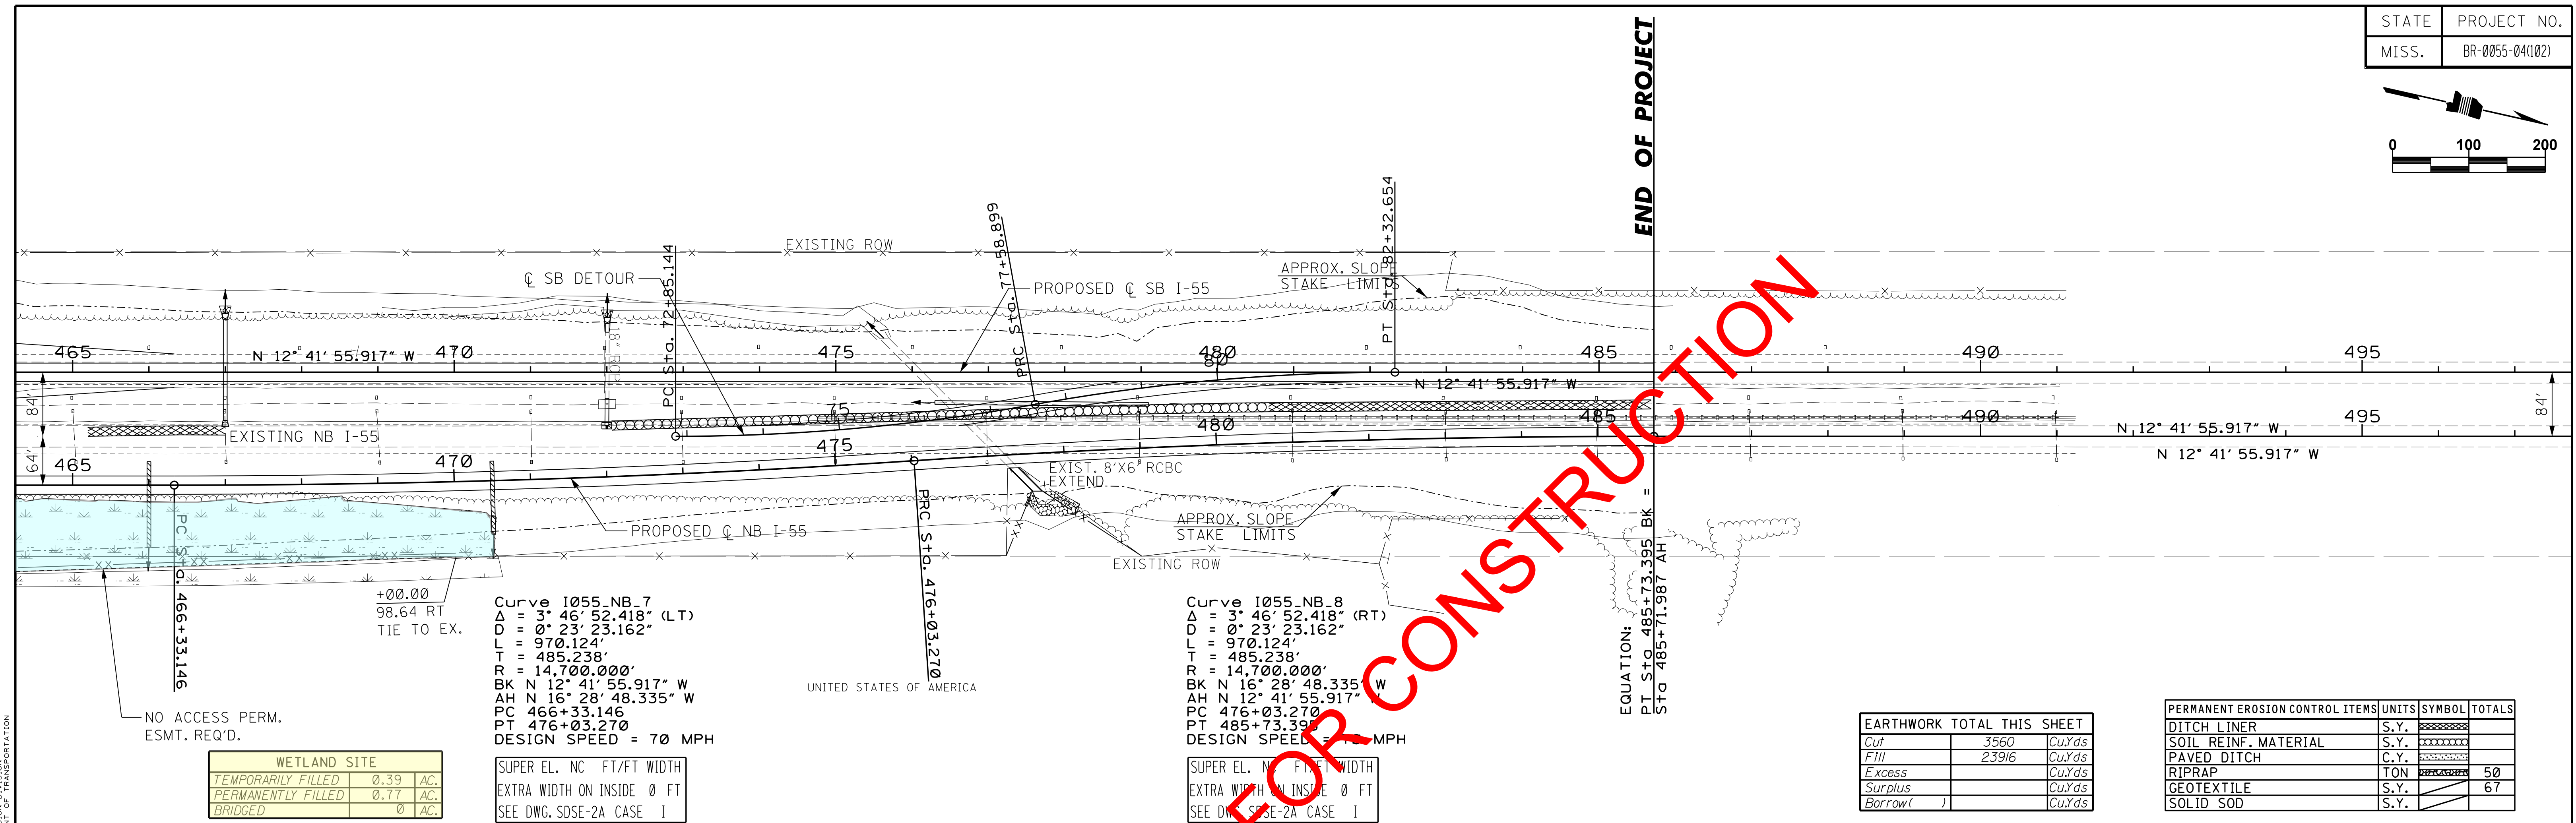 STATE PROJECT NO.
MISS. BR-0055-04(102)
0 100 200
END OF PROJECT
EXISTING ROW
℄ SB DETOUR
PC Sta. 72+85.144
PRC Sta. 77+58.899
PROPOSED ℄ SB I-55
APPROX. SLOPE
STAKE LIMITS
PT Sta. 82+32.654
18" RCP
465 N 12° 41' 55.917" W 470 475 480 485 490 495
80
84'
N 12° 41' 55.917" W
84'
75
EXISTING NB I-55
475 480 485 490 495
N 12° 41' 55.917" W
64'
465 470
N 12° 41' 55.917" W
EXIST. 8'X6' RCBC
EXTEND
PROPOSED ℄ NB I-55
APPROX. SLOPE
STAKE LIMITS
EXISTING ROW
PC Sta. 466+33.146
PRC Sta. 476+03.270
+00.00
98.64 RT
TIE TO EX.
NO ACCESS PERM.
ESMT. REQ'D.
UNITED STATES OF AMERICA
EQUATION:
PT Sta 485+73.395 BK =
Sta 485+71.987 AH
Curve I055_NB_7
Δ = 3° 46' 52.418" (LT)
D = 0° 23' 23.162"
L = 970.124'
T = 485.238'
R = 14,700.000'
BK N 12° 41' 55.917" W
AH N 16° 28' 48.335" W
PC 466+33.146
PT 476+03.270
DESIGN SPEED = 70 MPH
SUPER EL. NC FT/FT WIDTH
EXTRA WIDTH ON INSIDE 0 FT
SEE DWG. SDSE-2A CASE I
Curve I055_NB_8
Δ = 3° 46' 52.418" (RT)
D = 0° 23' 23.162"
L = 970.124'
T = 485.238'
R = 14,700.000'
BK N 16° 28' 48.335" W
AH N 12° 41' 55.917" W
PC 476+03.270
PT 485+73.395
DESIGN SPEED = 70 MPH
SUPER EL. NC FT/FT WIDTH
EXTRA WIDTH ON INSIDE 0 FT
SEE DWG. SDSE-2A CASE I
FOR CONSTRUCTION
WETLAND SITE
TEMPORARILY FILLED 0.39 AC.
PERMANENTLY FILLED 0.77 AC.
BRIDGED 0 AC.
EARTHWORK TOTAL THIS SHEET
Cut 3560 Cu.Yds
Fill 23916 Cu.Yds
Excess Cu.Yds
Surplus Cu.Yds
Borrow( ) Cu.Yds
PERMANENT EROSION CONTROL ITEMS UNITS SYMBOL TOTALS
DITCH LINER S.Y.
SOIL REINF. MATERIAL S.Y.
PAVED DITCH C.Y.
RIPRAP TON 50
GEOTEXTILE S.Y. 67
SOLID SOD S.Y.
OF TRANSPORTATION